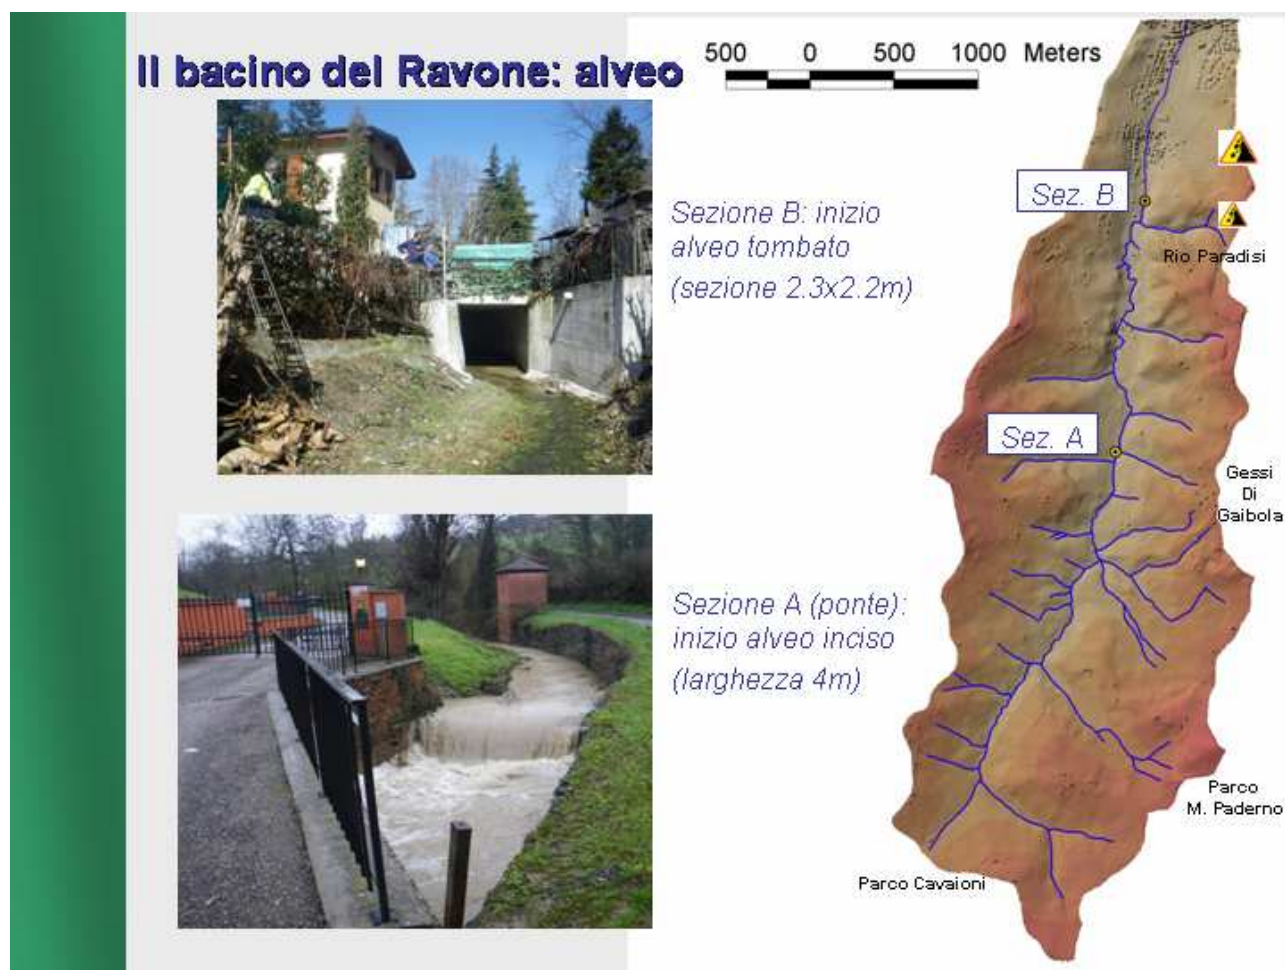 Il bacino del Ravone: alveo
500 0 500 1000 Meters
Sezione B: inizio
alveo tombato
(sezione 2.3x2.2m)
Sez. B
Rio Paradisi
Sez. A
Gessi
Di
Gaibola
Sezione A (ponte):
inizio alveo inciso
(larghezza 4m)
Parco
M. Paderno
Parco Cavaioni